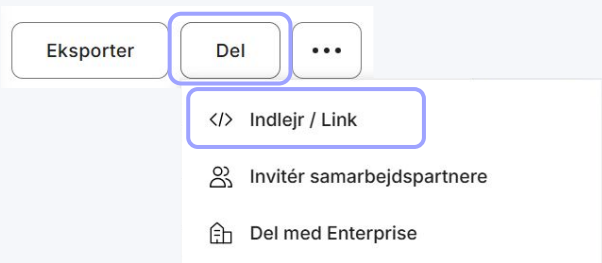 Eksporter Del •••
</> Indlejr / Link
Invitér samarbejdspartnere
Del med Enterprise